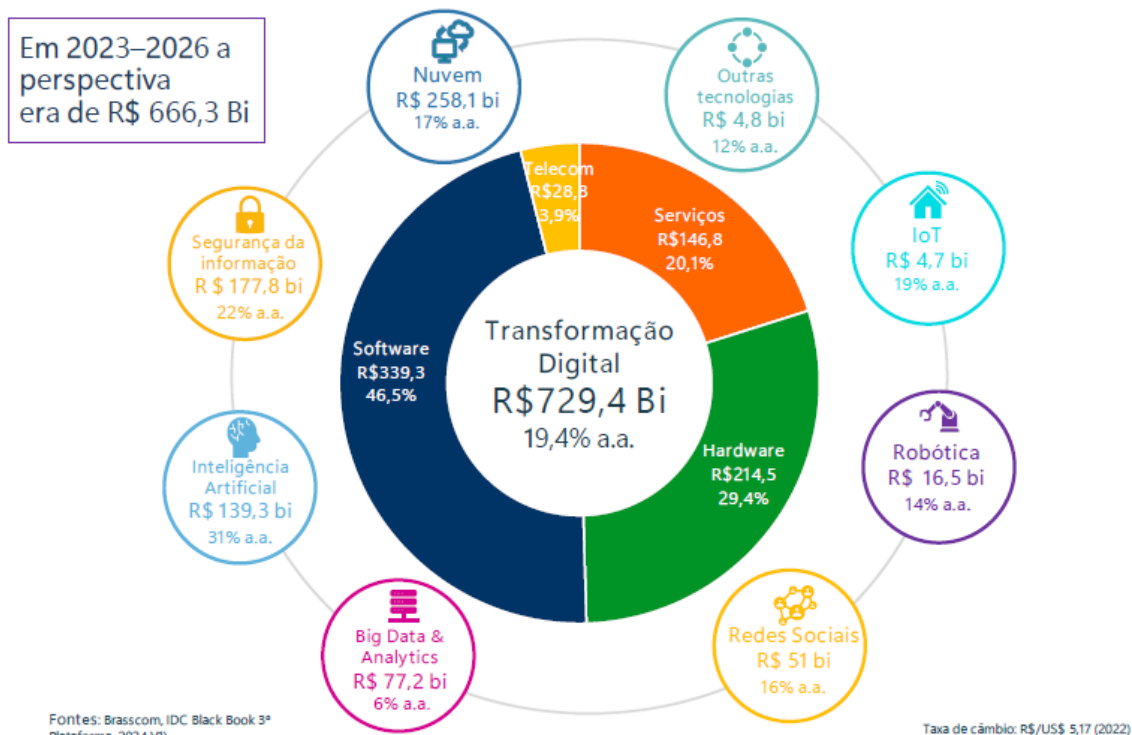 Em 2023–2026 a
perspectiva
era de R$ 666,3 Bi
Nuvem
R$ 258,1 bi
17% a.a.
Outras
tecnologias
R$ 4,8 bi
12% a.a.
IoT
R$ 4,7 bi
19% a.a.
Robótica
R$ 16,5 bi
14% a.a.
Redes Sociais
R$ 51 bi
16% a.a.
Big Data &
Analytics
R$ 77,2 bi
6% a.a.
Inteligência
Artificial
R$ 139,3 bi
31% a.a.
Segurança da
informação
R $ 177,8 bi
22% a.a.
Telecom
R$28,8
3,9%
Serviços
R$146,8
20,1%
Hardware
R$214,5
29,4%
Software
R$339,3
46,5%
Transformação
Digital
R$729,4 Bi
19,4% a.a.
Fontes: Brasscom, IDC Black Book 3ª
Plataforma, 2024 V1)
Taxa de câmbio: R$/US$ 5,17 (2022)